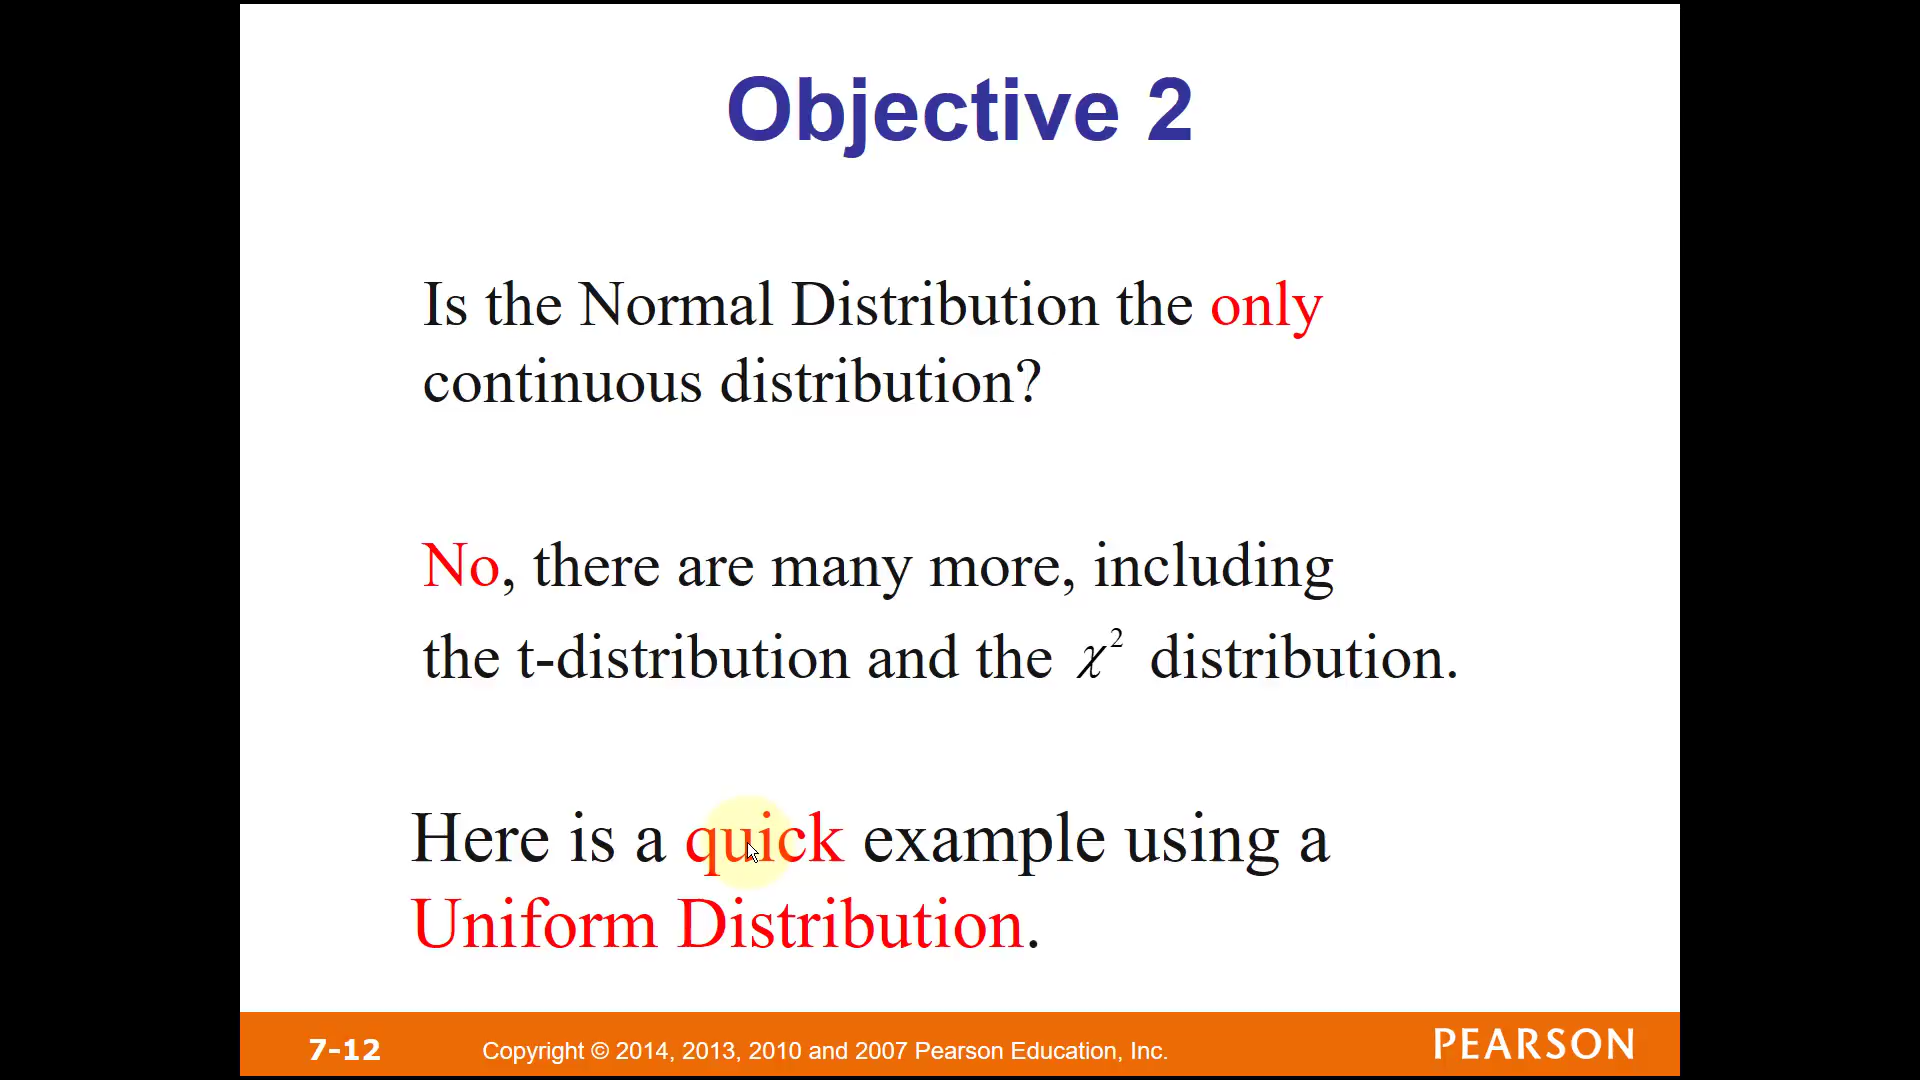 Objective 2
Is the Normal Distribution the only
continuous distribution?
No, there are many more, including
the t-distribution and the χ² distribution.
Here is a quick example using a
Uniform Distribution.
7-12 Copyright © 2014, 2013, 2010 and 2007 Pearson Education, Inc. PEARSON